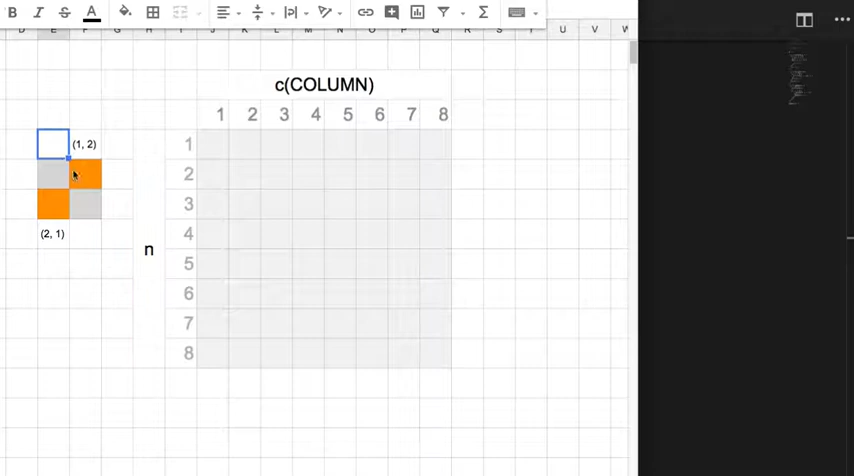 B I S A Σ
D E F G H I J K L M N O P Q R S T U V W
c(COLUMN)
1 2 3 4 5 6 7 8
(1, 2)
1
2
3
(2, 1)
4
n
5
6
7
8